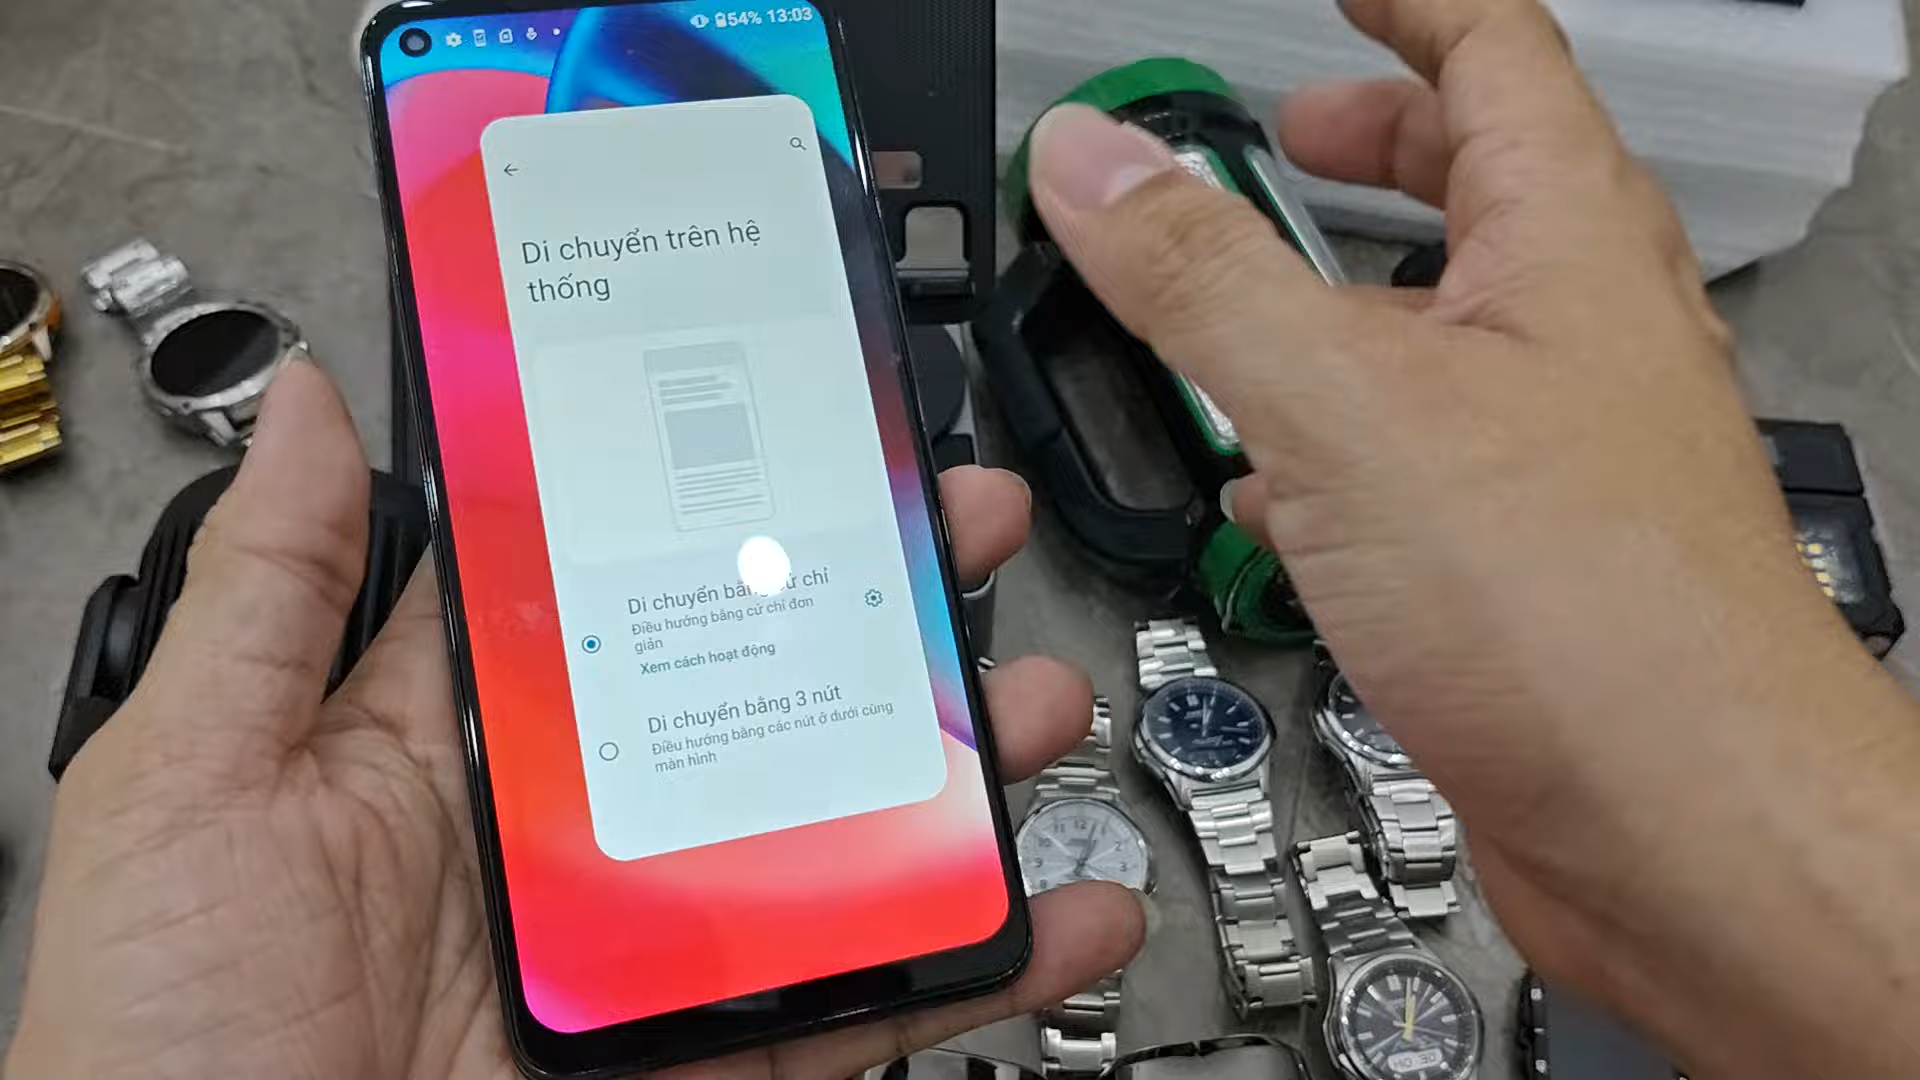 54% 13:03
Di chuyển trên hệ
thống
Di chuyển bằng cử chỉ
Điều hướng bằng cử chỉ đơn
giản
Xem cách hoạt động
Di chuyển bằng 3 nút
Điều hướng bằng các nút ở dưới cùng
màn hình